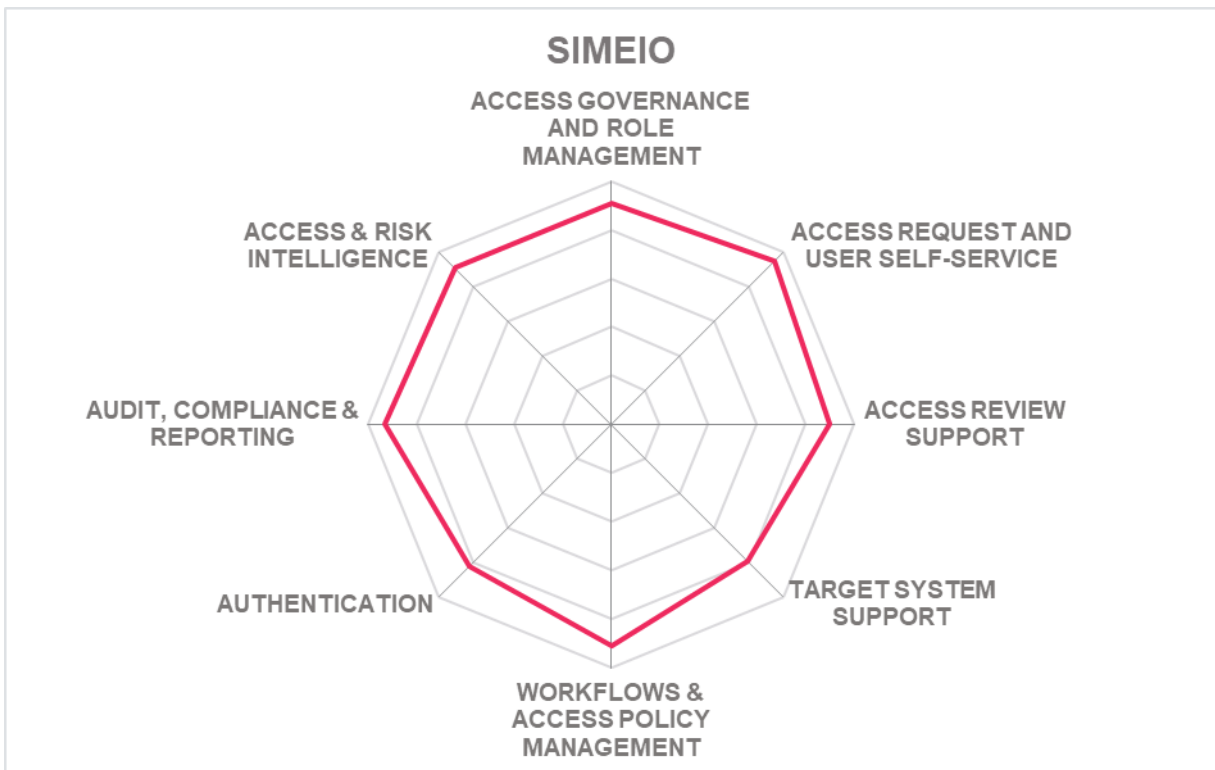 SIMEIO
ACCESS GOVERNANCE
AND ROLE
MANAGEMENT
ACCESS & RISK
INTELLIGENCE
ACCESS REQUEST AND
USER SELF-SERVICE
AUDIT, COMPLIANCE &
REPORTING
ACCESS REVIEW
SUPPORT
AUTHENTICATION
TARGET SYSTEM
SUPPORT
WORKFLOWS &
ACCESS POLICY
MANAGEMENT